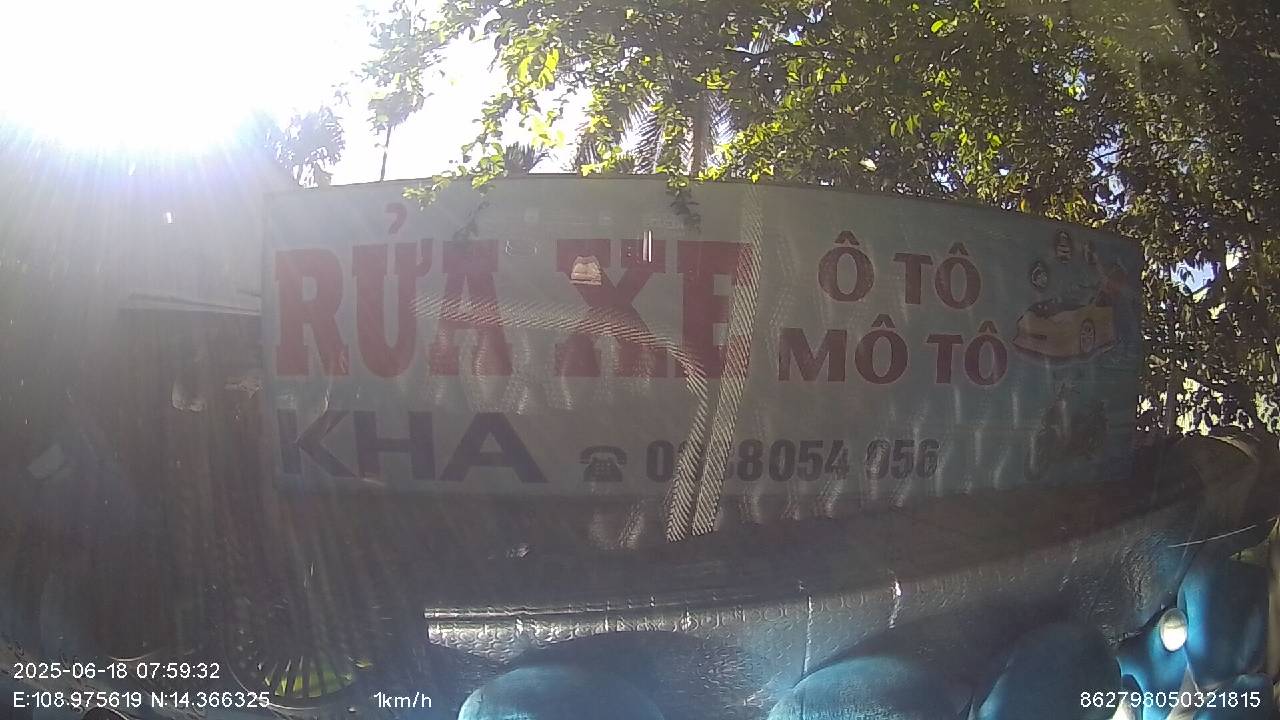 RỬA XE
Ô TÔ
MÔ TÔ
KHA
056
2025-06-18 07:59:32
E:108.975619 N:14.366325 1km/h 862798050321815